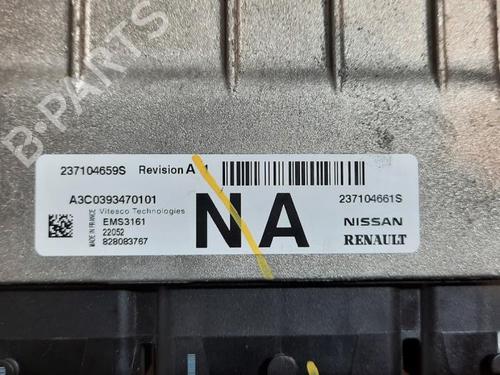 B-PARTS
237104659S Revision A
A3C0393470101 237104661S
Vitesco Technologies
MADE IN FRANCE
EMS3161
22052
828083767
NA
NISSAN
RENAULT